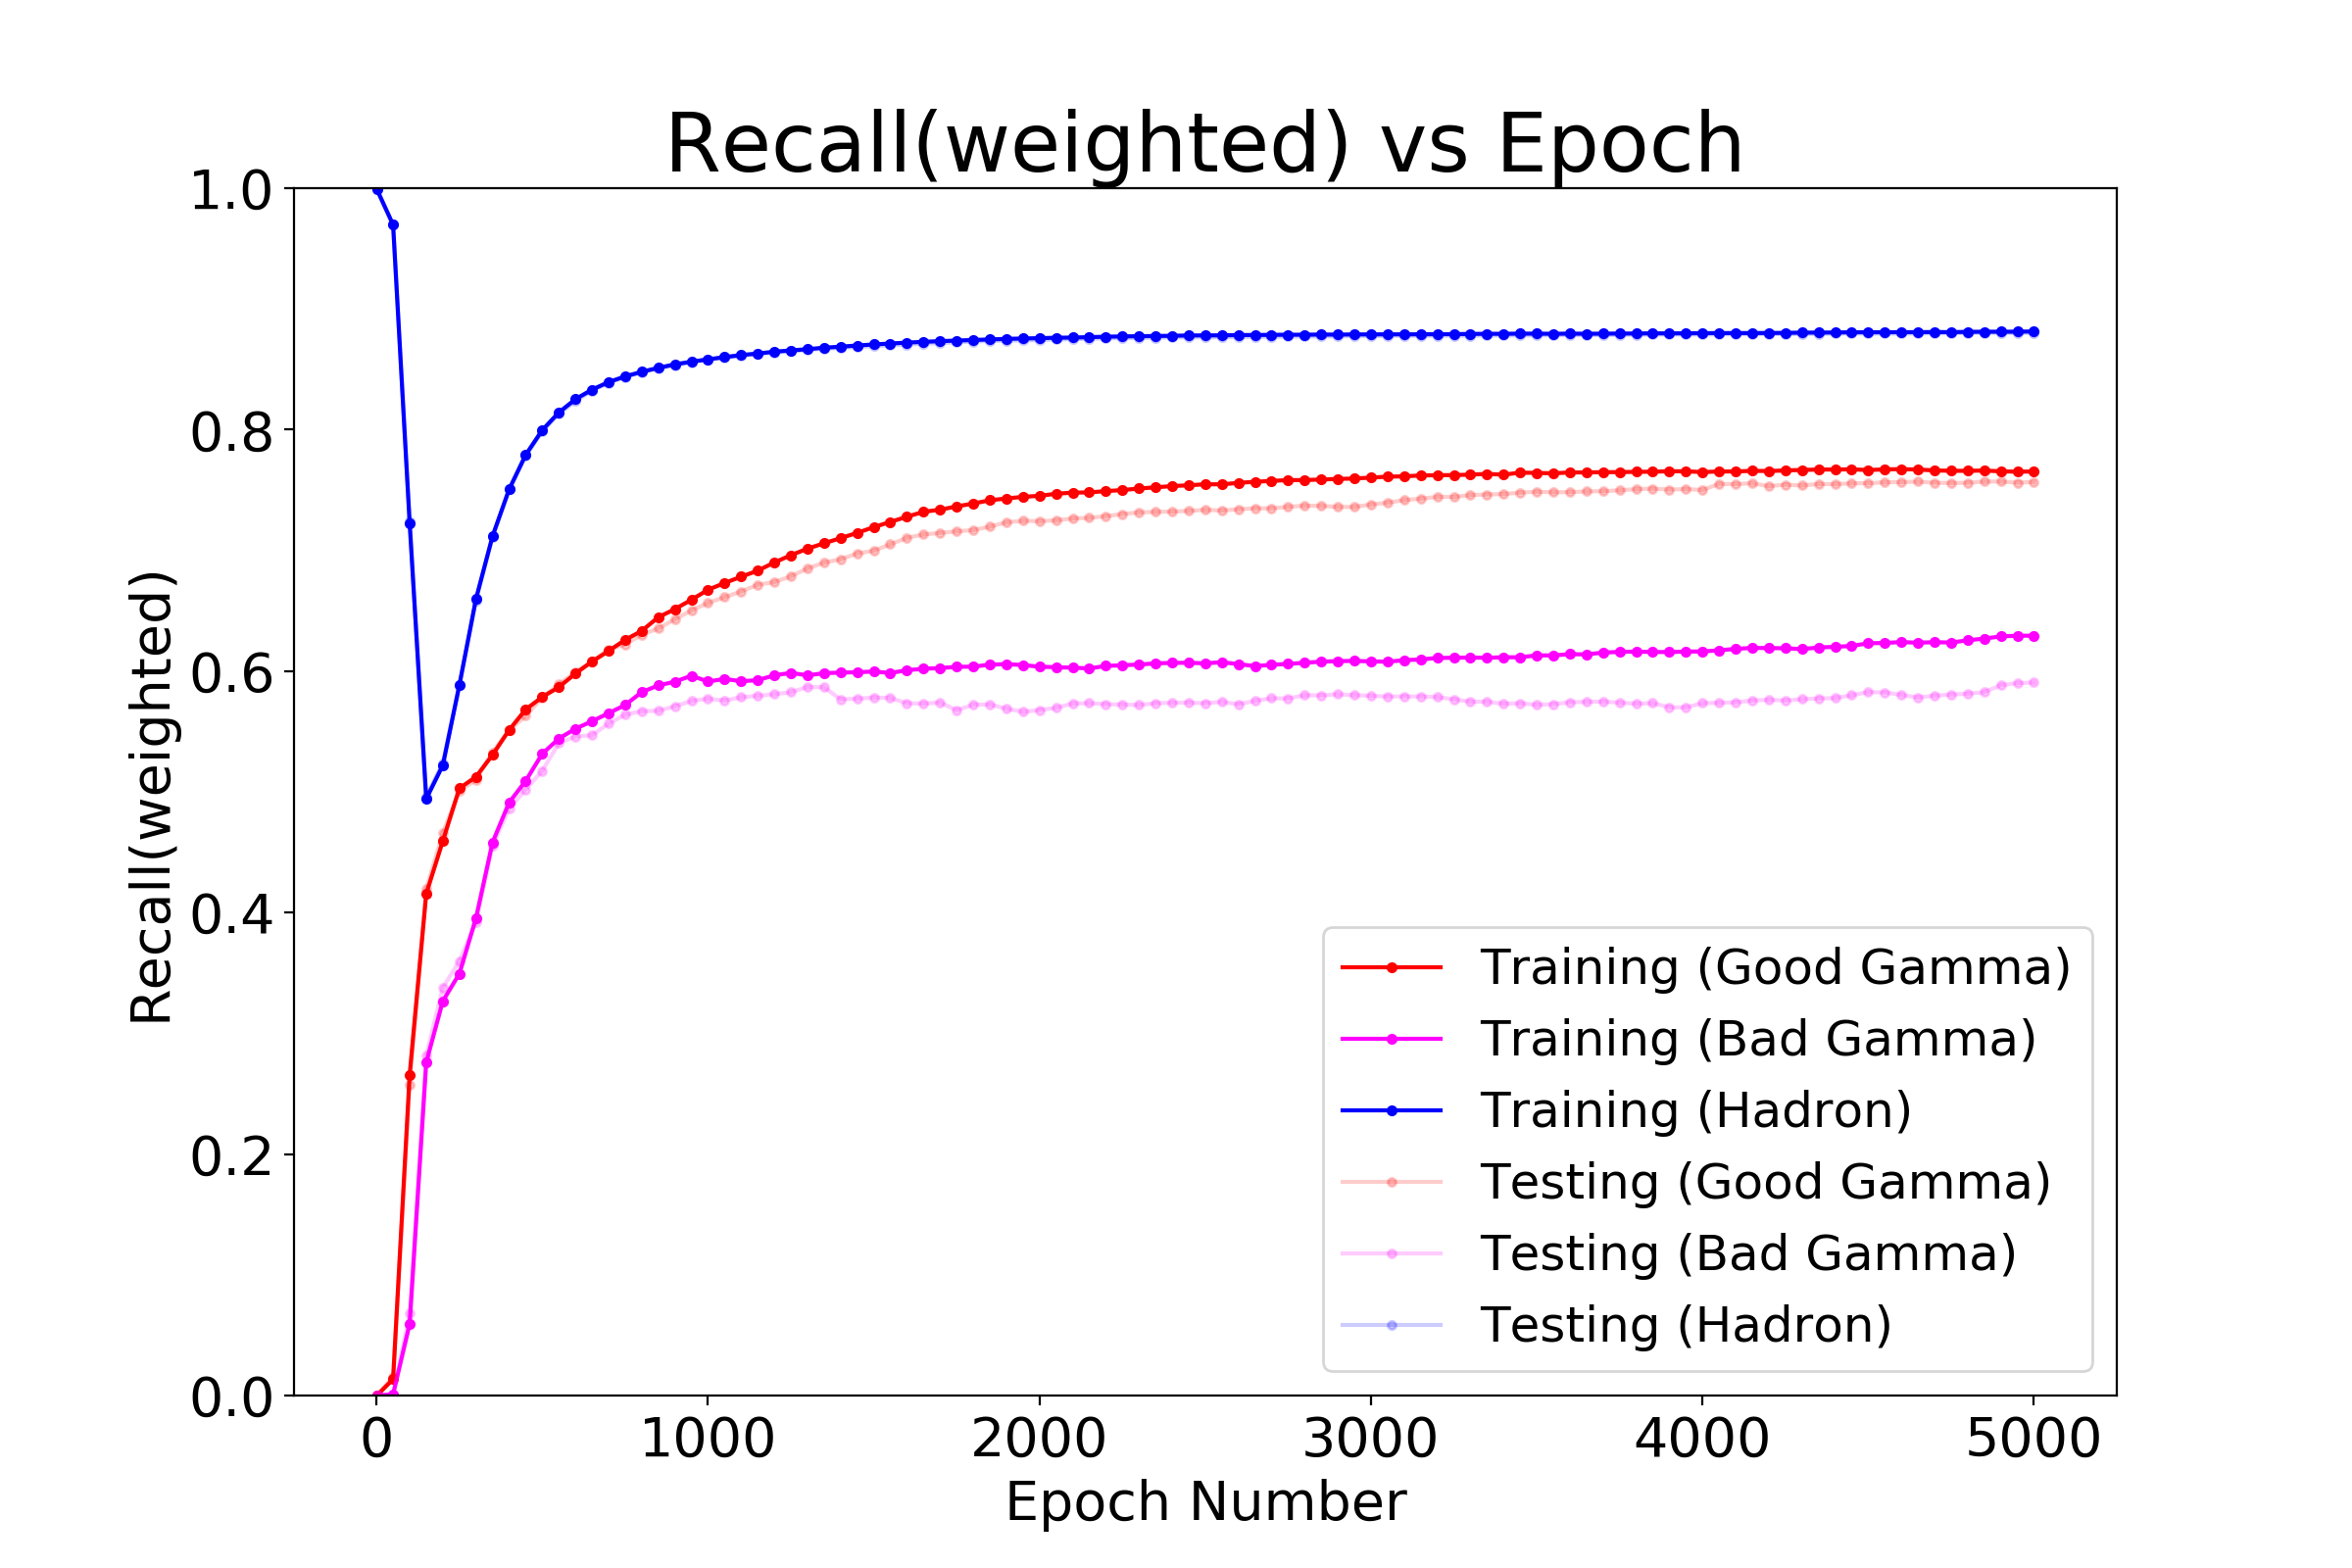 Recall(weighted) vs Epoch
Recall(weighted)
1.0
0.8
0.6
0.4
0.2
0.0
0 1000 2000 3000 4000 5000
Epoch Number
Training (Good Gamma)
Training (Bad Gamma)
Training (Hadron)
Testing (Good Gamma)
Testing (Bad Gamma)
Testing (Hadron)